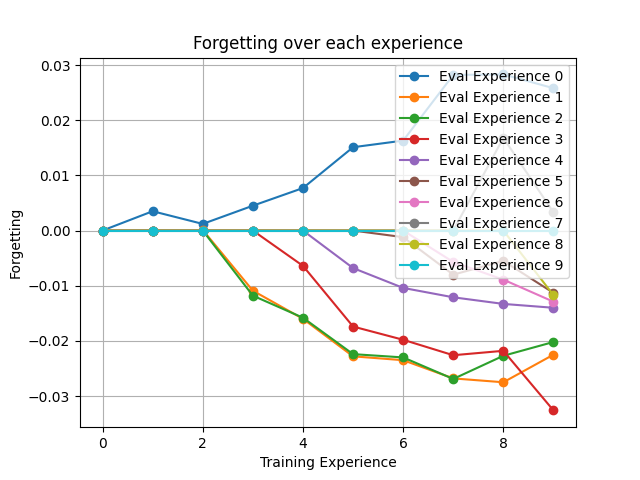 Forgetting over each experience
0.03
0.02
0.01
0.00
−0.01
−0.02
−0.03
Forgetting
Eval Experience 0
Eval Experience 1
Eval Experience 2
Eval Experience 3
Eval Experience 4
Eval Experience 5
Eval Experience 6
Eval Experience 7
Eval Experience 8
Eval Experience 9
0 2 4 6 8
Training Experience